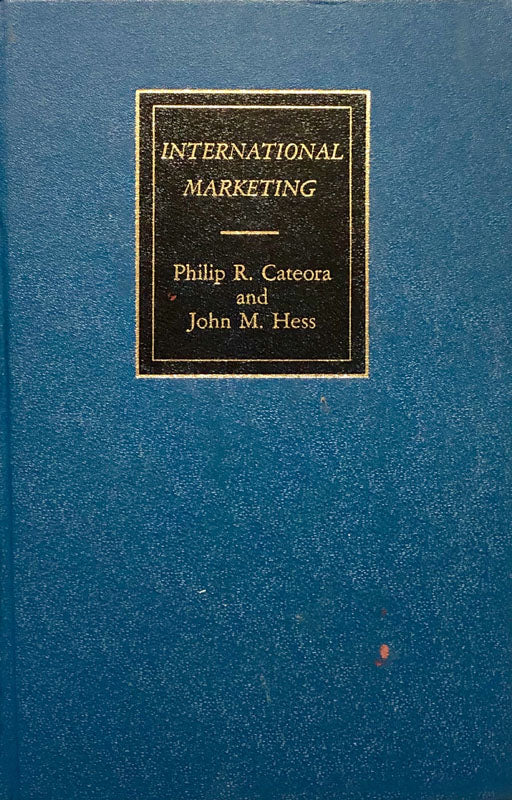 INTERNATIONAL
MARKETING
Philip R. Cateora
and
John M. Hess